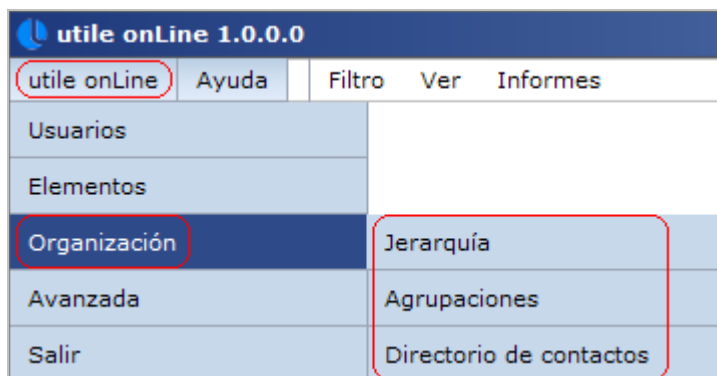 utile onLine 1.0.0.0
utile onLine Ayuda Filtro Ver Informes
Usuarios
Elementos
Organización Jerarquía
Avanzada Agrupaciones
Salir Directorio de contactos